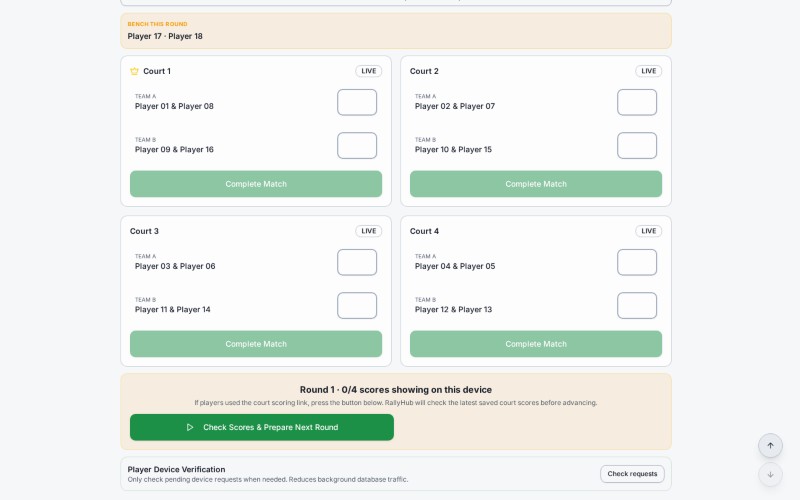 BENCH THIS ROUND
Player 17 · Player 18
Court 1
LIVE
TEAM A
Player 01 & Player 08
TEAM B
Player 09 & Player 16
Complete Match
Court 2
LIVE
TEAM A
Player 02 & Player 07
TEAM B
Player 10 & Player 15
Complete Match
Court 3
LIVE
TEAM A
Player 03 & Player 06
TEAM B
Player 11 & Player 14
Complete Match
Court 4
LIVE
TEAM A
Player 04 & Player 05
TEAM B
Player 12 & Player 13
Complete Match
Round 1 · 0/4 scores showing on this device
If players used the court scoring link, press the button below. RallyHub will check the latest saved court scores before advancing.
Check Scores & Prepare Next Round
Player Device Verification
Only check pending device requests when needed. Reduces background database traffic.
Check requests